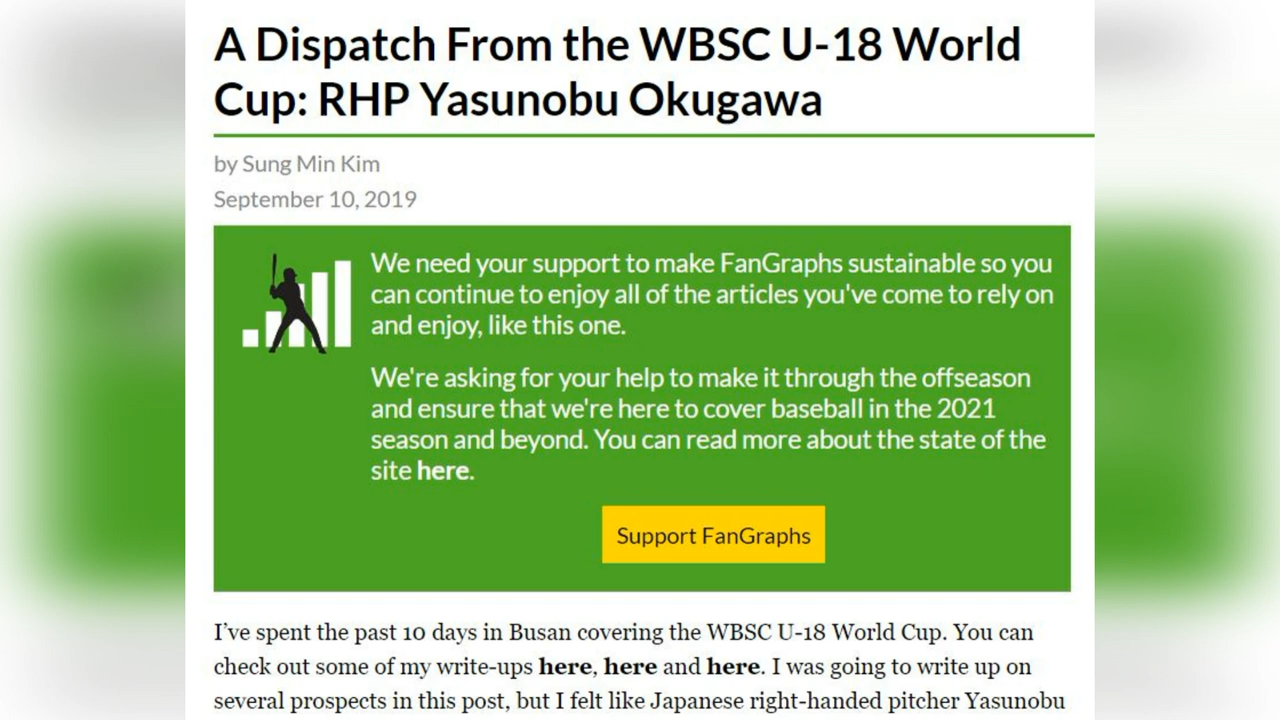 A Dispatch From the WBSC U-18 World
Cup: RHP Yasunobu Okugawa
by Sung Min Kim
September 10, 2019
We need your support to make FanGraphs sustainable so you
can continue to enjoy all of the articles you've come to rely on
and enjoy, like this one.
We're asking for your help to make it through the offseason
and ensure that we're here to cover baseball in the 2021
season and beyond. You can read more about the state of the
site here.
Support FanGraphs
I’ve spent the past 10 days in Busan covering the WBSC U-18 World Cup. You can
check out some of my write-ups here, here and here. I was going to write up on
several prospects in this post, but I felt like Japanese right-handed pitcher Yasunobu